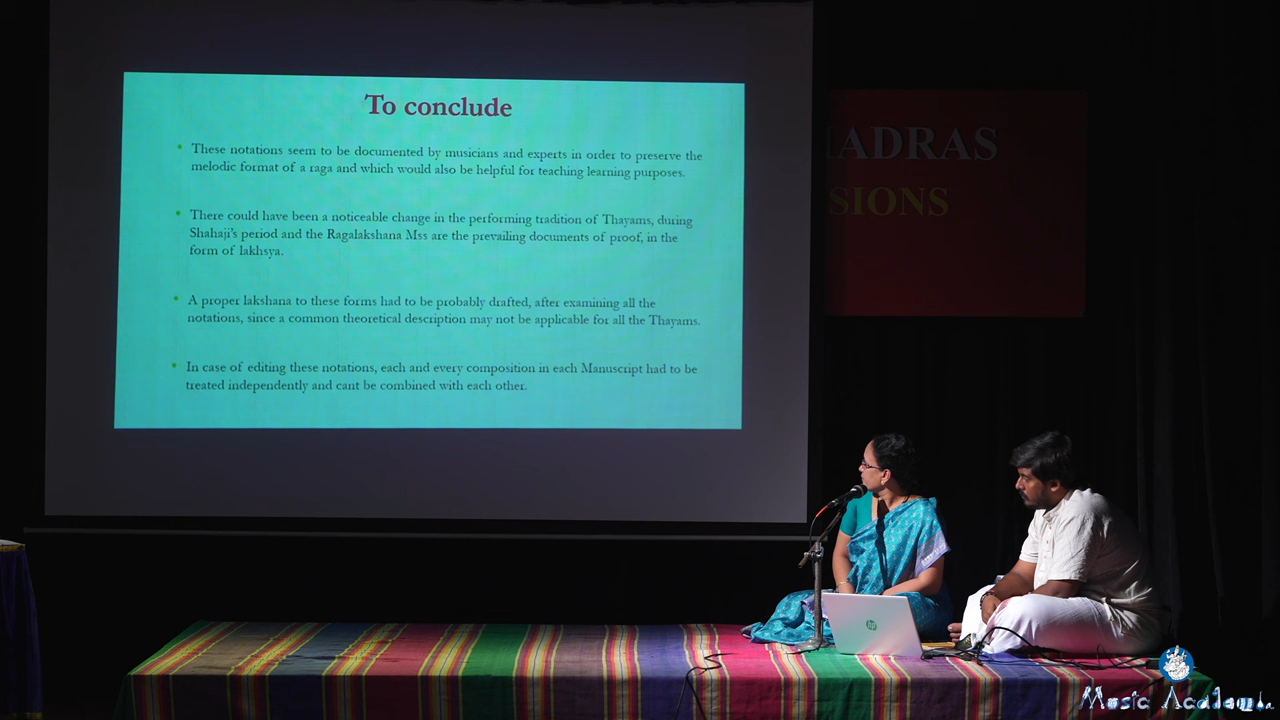 To conclude
• These notations seem to be documented by musicians and experts in order to preserve the
melodic format of a raga and which would also be helpful for teaching learning purposes.
• There could have been a noticeable change in the performing tradition of Thayams, during
Shahaji's period and the Ragalakshana Mss are the prevailing documents of proof, in the
form of lakhsya.
• A proper lakshana to these forms had to be probably drafted, after examining all the
notations, since a common theoretical description may not be applicable for all the Thayams.
• In case of editing these notations, each and every composition in each Manuscript had to be
treated independently and cant be combined with each other.
ADRAS
SIONS
hp
Music Academy